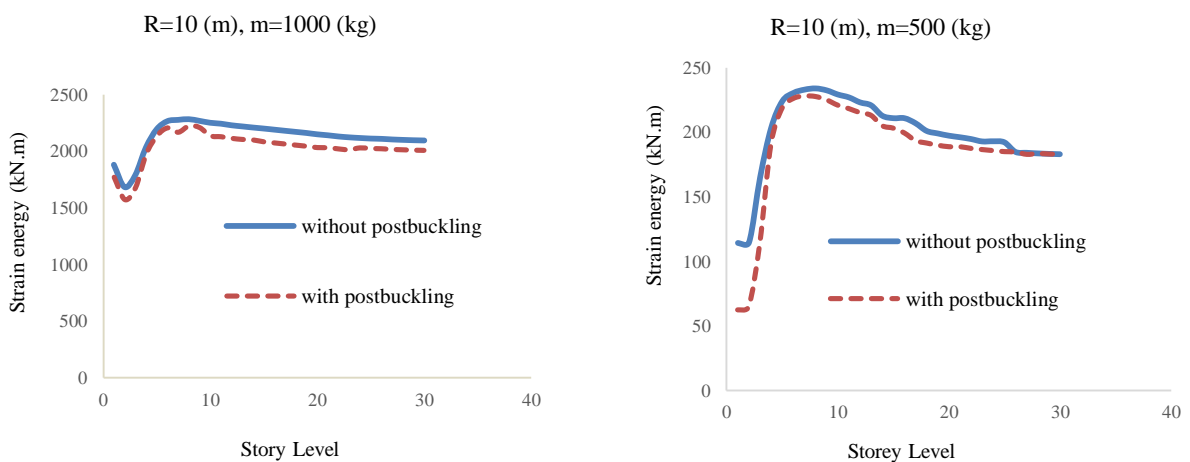 R=10 (m), m=1000 (kg)
Strain energy (kN.m)
2500
2000
1500
1000
500
0
0 10 20 30 40
without postbuckling
with postbuckling
Story Level
R=10 (m), m=500 (kg)
Strain energy (kN.m)
250
200
150
100
50
0
0 10 20 30 40
without postbuckling
with postbuckling
Storey Level